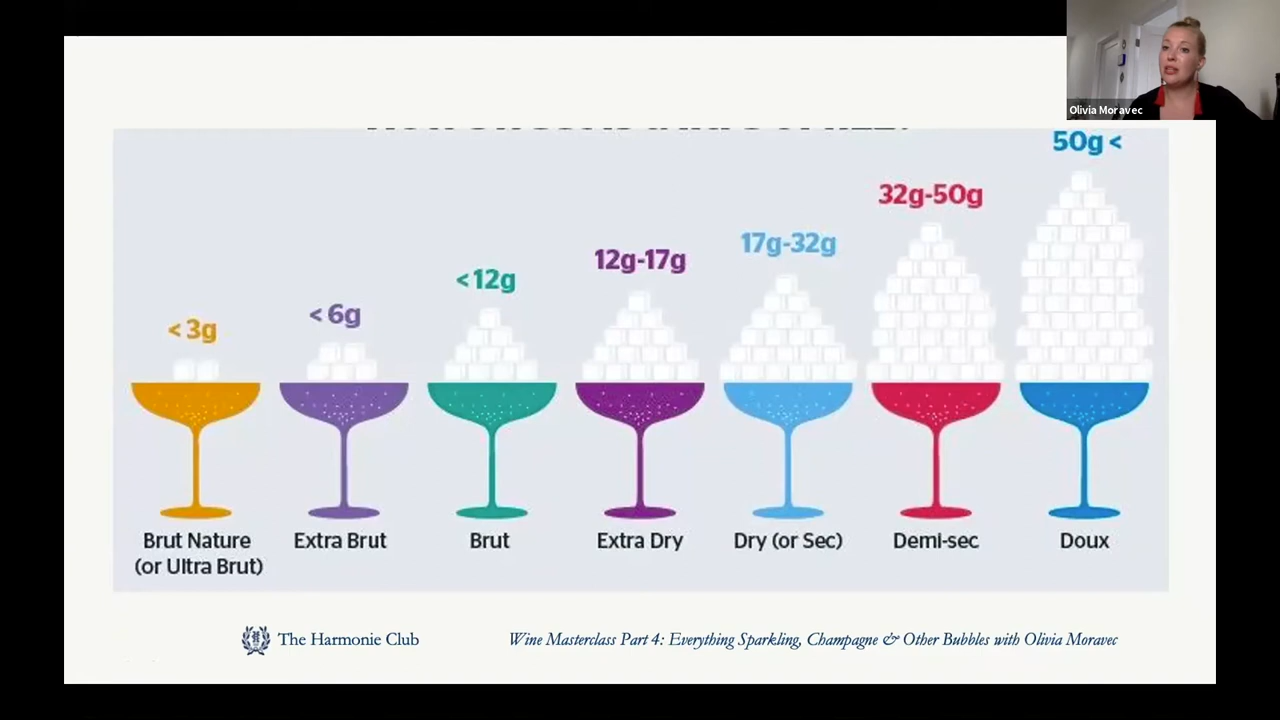 Olivia Moravec
50g <
32g-50g
17g-32g
12g-17g
<12g
< 6g
< 3g
Brut Nature
(or Ultra Brut)
Extra Brut
Brut
Extra Dry
Dry (or Sec)
Demi-sec
Doux
The Harmonie Club
Wine Masterclass Part 4: Everything Sparkling, Champagne & Other Bubbles with Olivia Moravec